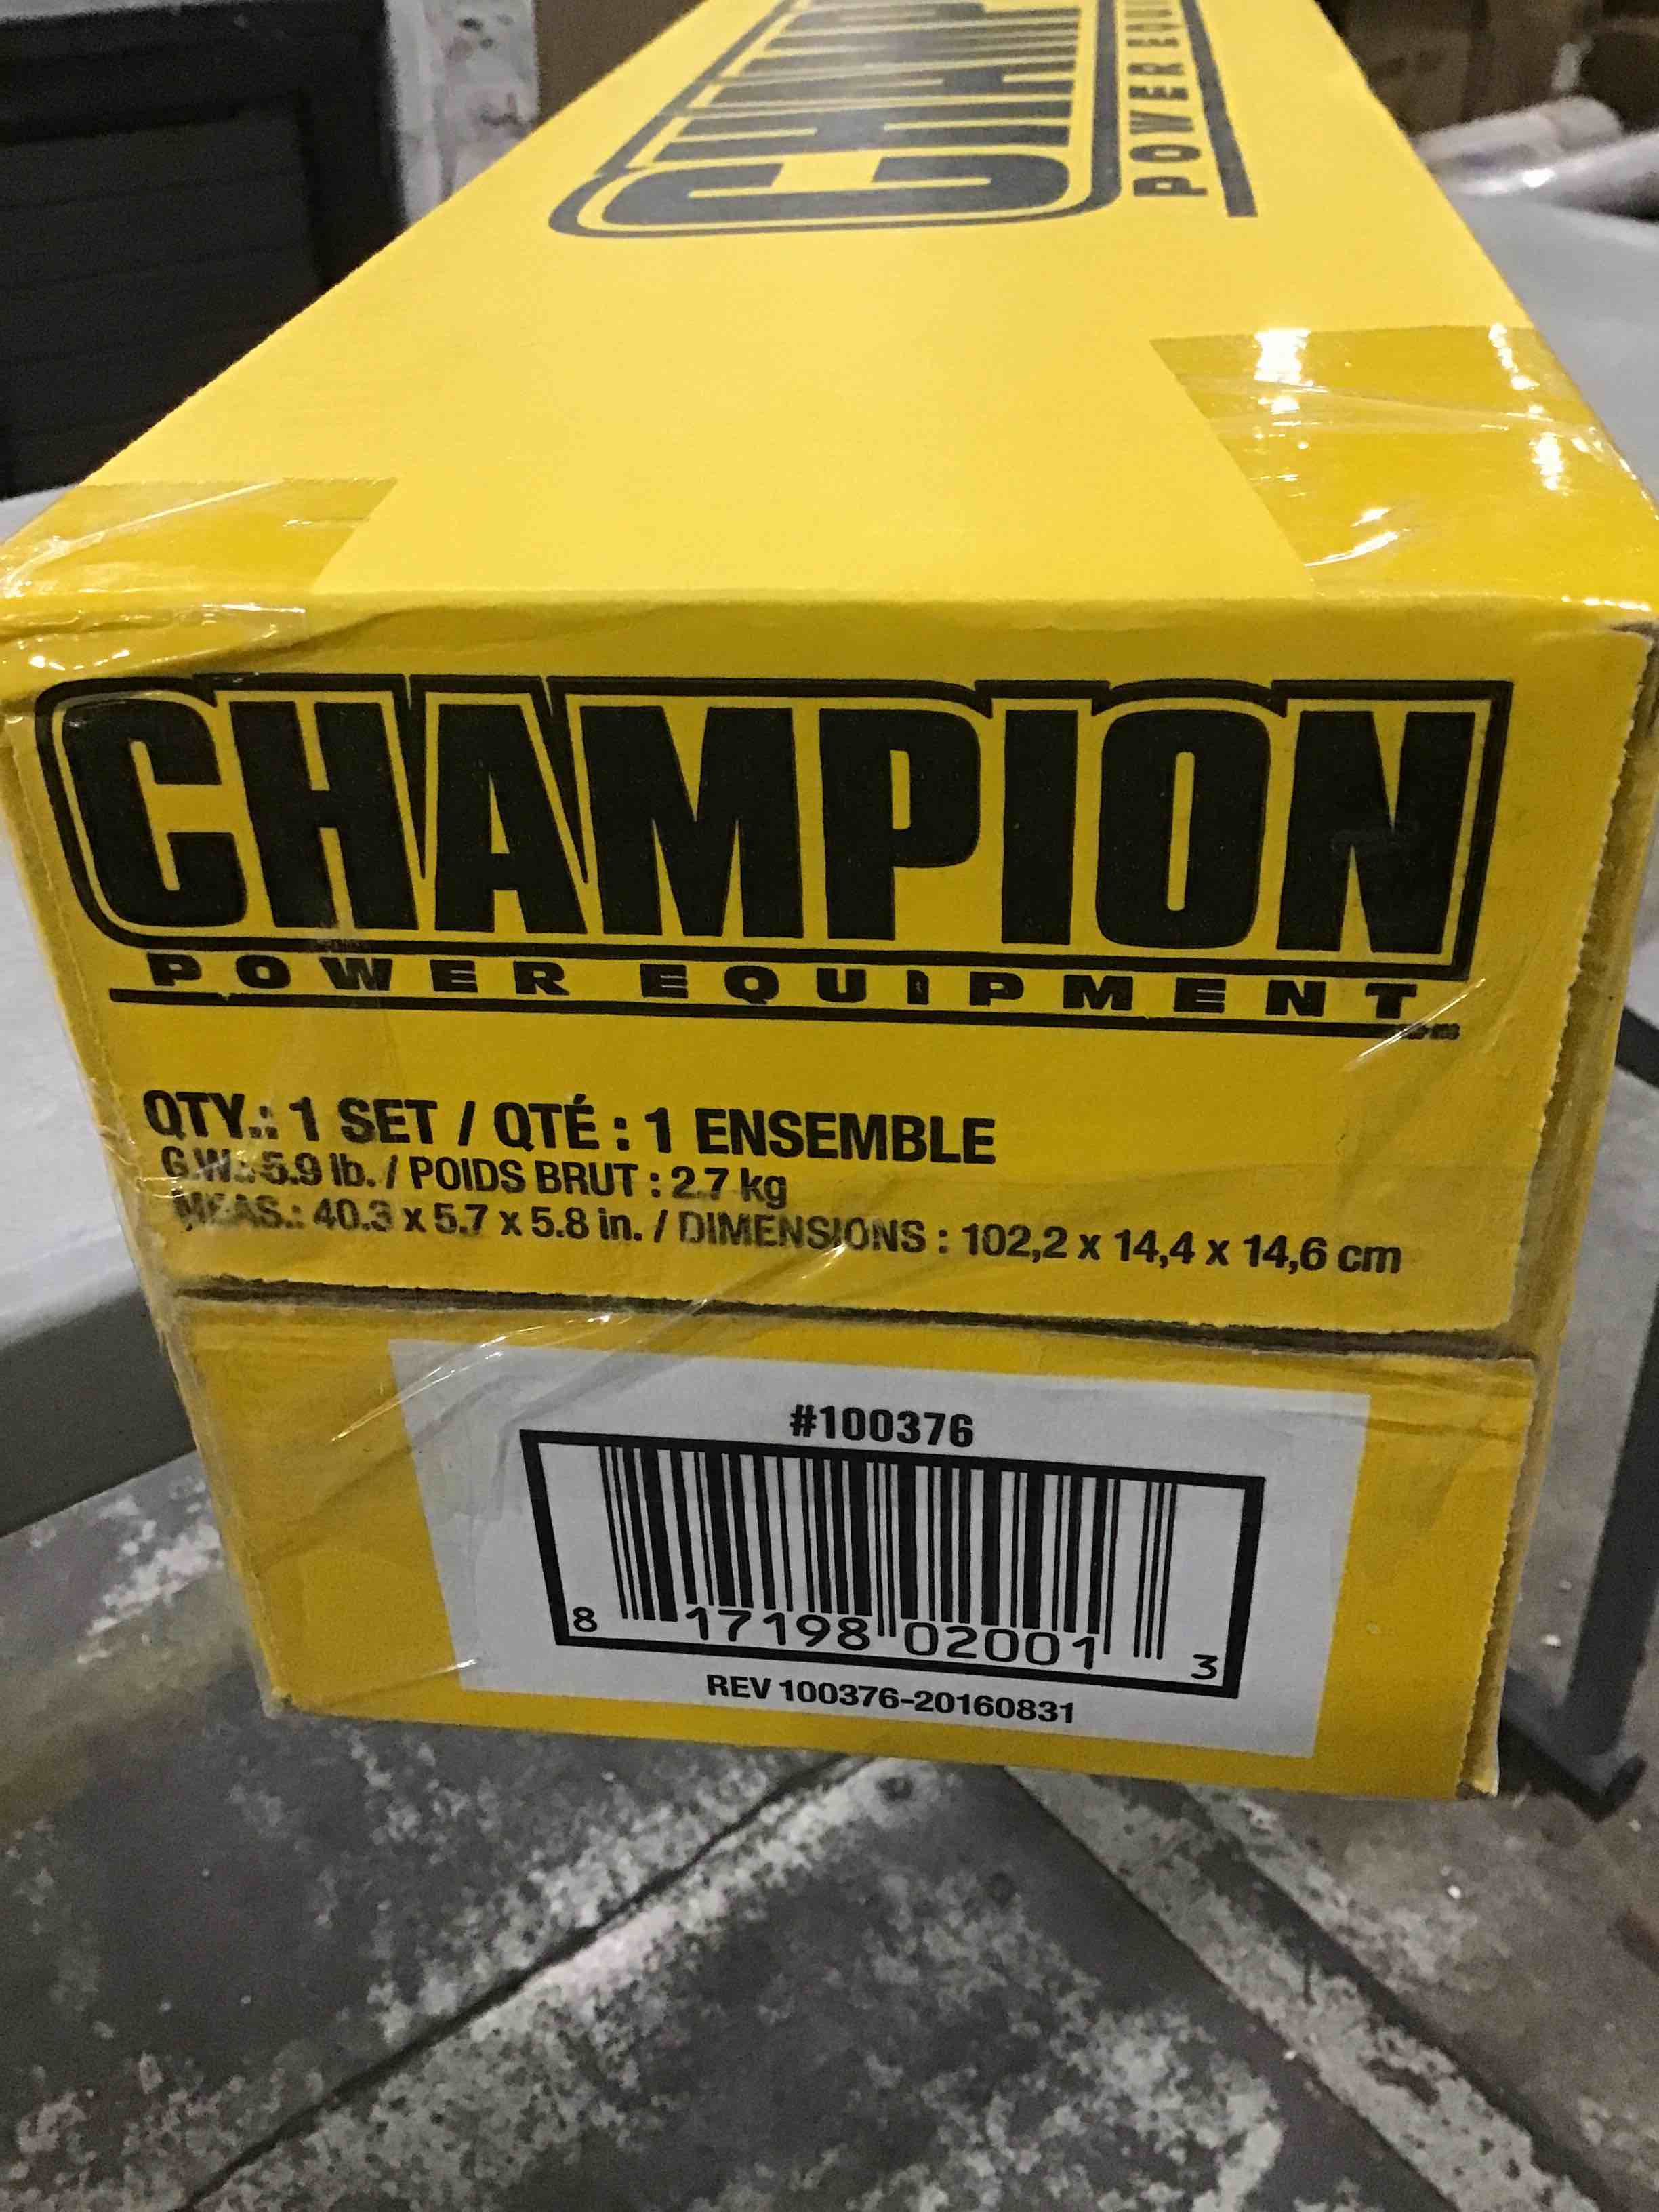 CHAMP
POWER EQUI
CHAMPION
POWER EQUIPMENT
QTY.: 1 SET / QTÉ : 1 ENSEMBLE
G.W.: 5.9 lb. / POIDS BRUT : 2.7 kg
MEAS.: 40.3 x 5.7 x 5.8 in. / DIMENSIONS : 102,2 x 14,4 x 14,6 cm
#100376
8 17198 02001 3
REV 100376-20160831